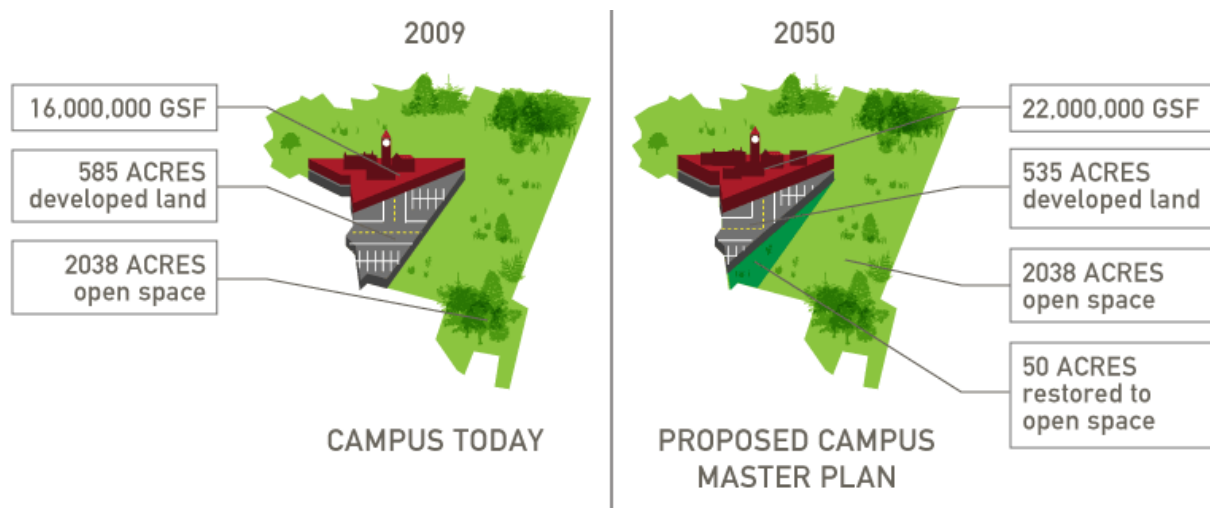 2009
16,000,000 GSF
585 ACRES
developed land
2038 ACRES
open space
CAMPUS TODAY
2050
22,000,000 GSF
535 ACRES
developed land
2038 ACRES
open space
50 ACRES
restored to
open space
PROPOSED CAMPUS
MASTER PLAN